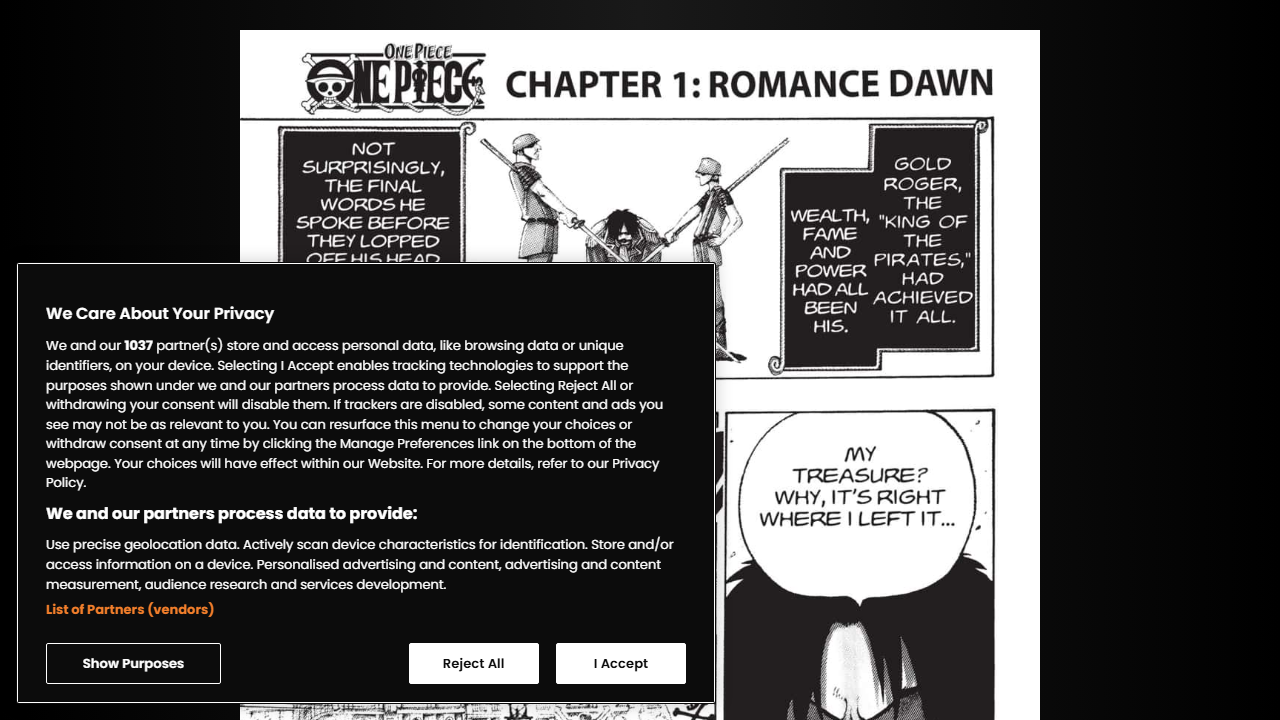 ONE PIECE
ONE PIECE
CHAPTER 1: ROMANCE DAWN
GOLD
ROGER,
THE
"KING OF
THE
PIRATES,"
HAD
ACHIEVED
IT ALL.
WEALTH,
FAME
AND
POWER
HAD ALL
BEEN
HIS.
NOT
SURPRISINGLY,
THE FINAL
WORDS HE
SPOKE BEFORE
THEY LOPPED
OFF HIS HEAD
MY
TREASURE?
WHY, IT'S RIGHT
WHERE I LEFT IT...
We Care About Your Privacy
We and our 1037 partner(s) store and access personal data, like browsing data or unique
identifiers, on your device. Selecting I Accept enables tracking technologies to support the
purposes shown under we and our partners process data to provide. Selecting Reject All or
withdrawing your consent will disable them. If trackers are disabled, some content and ads you
see may not be as relevant to you. You can resurface this menu to change your choices or
withdraw consent at any time by clicking the Manage Preferences link on the bottom of the
webpage. Your choices will have effect within our Website. For more details, refer to our Privacy
Policy.
We and our partners process data to provide:
Use precise geolocation data. Actively scan device characteristics for identification. Store and/or
access information on a device. Personalised advertising and content, advertising and content
measurement, audience research and services development.
List of Partners (vendors)
Show Purposes
Reject All
I Accept